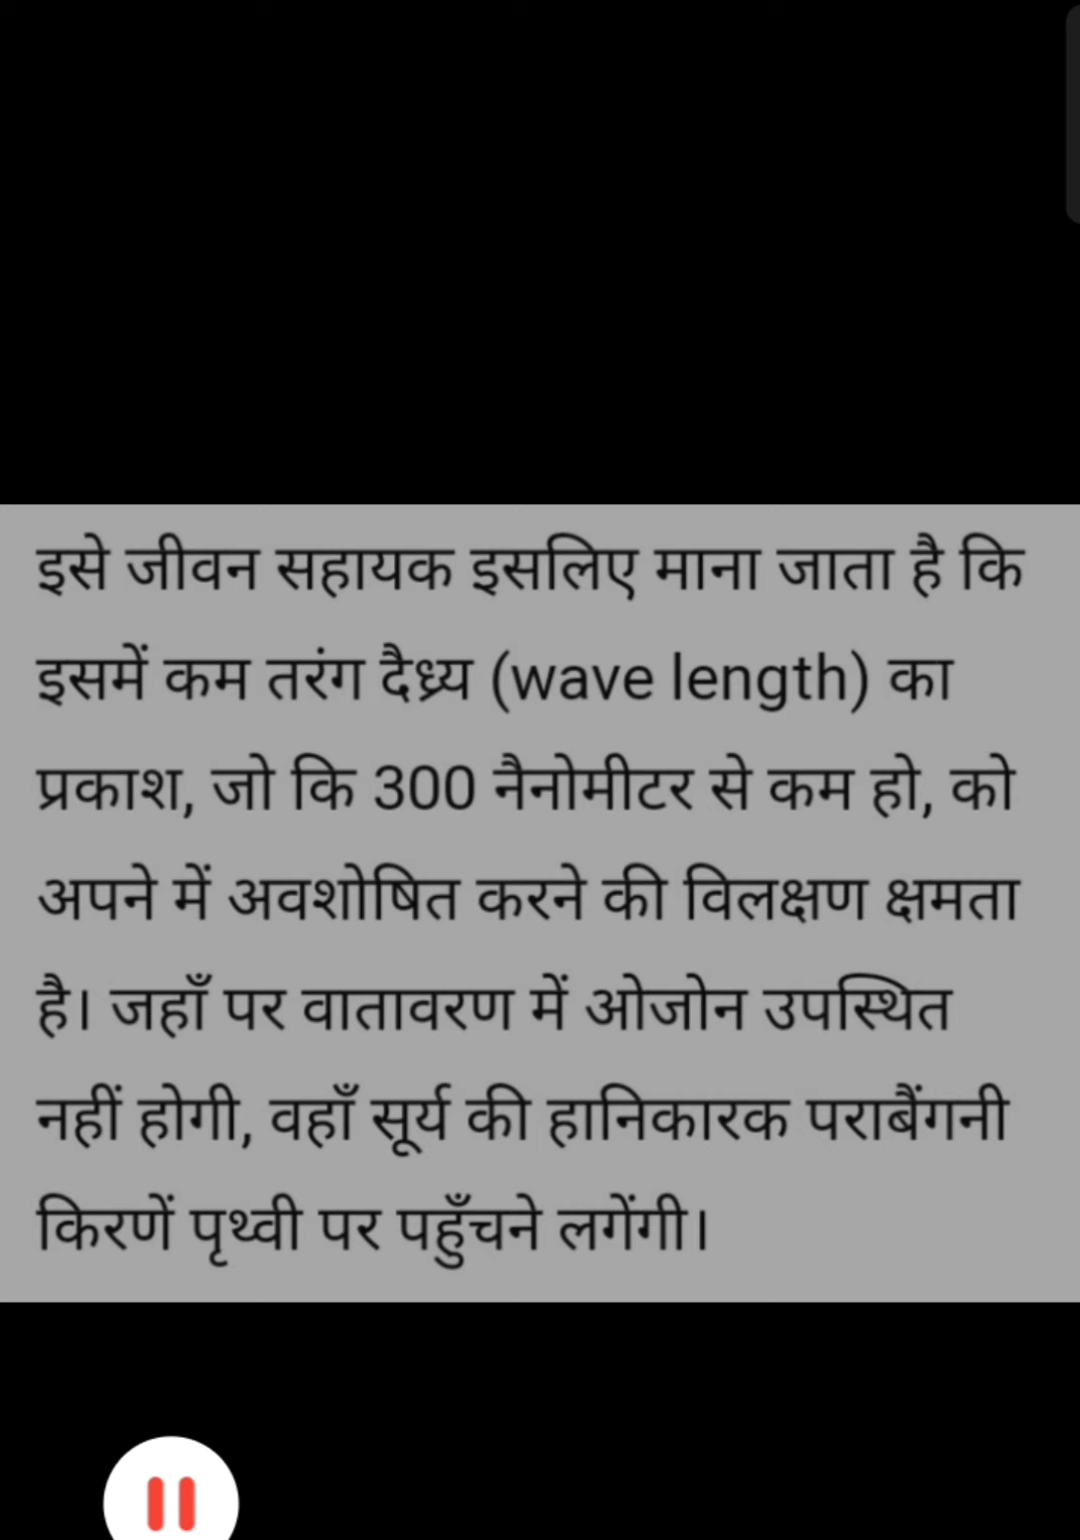 इसे जीवन सहायक इसलिए माना जाता है कि
इसमें कम तरंग दैध्र्य (wave length) का
प्रकाश, जो कि 300 नैनोमीटर से कम हो, को
अपने में अवशोषित करने की विलक्षण क्षमता
है। जहाँ पर वातावरण में ओजोन उपस्थित
नहीं होगी, वहाँ सूर्य की हानिकारक पराबैंगनी
किरणें पृथ्वी पर पहुँचने लगेंगी।